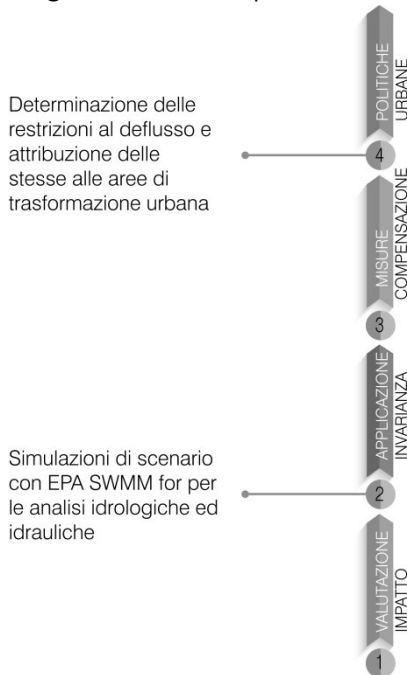 POLITICHE
URBANE
Determinazione delle
restrizioni al deflusso e
attribuzione delle
stesse alle aree di
trasformazione urbana
4
MISURE
COMPENSAZIONE
3
APPLICAZIONE
INVARIANZA
Simulazioni di scenario
con EPA SWMM for per
le analisi idrologiche ed
idrauliche
2
VALUTAZIONE
IMPATTO
1